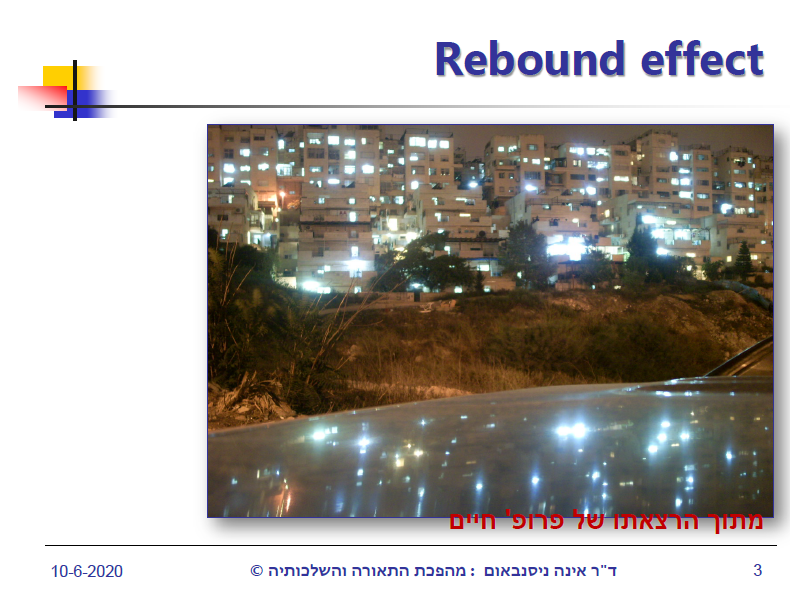 Rebound effect
מתוך הרצאתו של פרופ' חיים
10-6-2020
ד"ר אינה ניסנבאום : מהפכת התאורה והשלכותיה ©
3